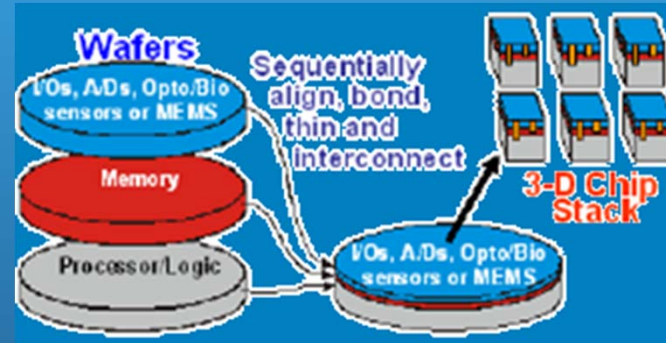 Wafers
I/Os, A/Ds, Opto/Bio
sensors or MEMS
Memory
Processor/Logic
Sequentially
align, bond,
thin and
interconnect
I/Os, A/Ds, Opto/Bio
sensors or MEMS
3-D Chip
Stack